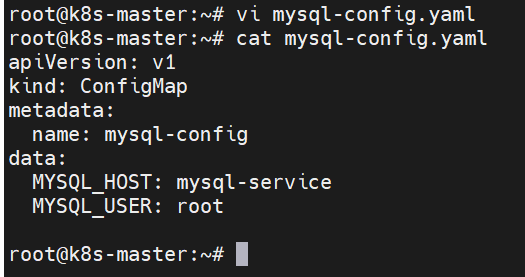 root@k8s-master:~# vi mysql-config.yaml
root@k8s-master:~# cat mysql-config.yaml
apiVersion: v1
kind: ConfigMap
metadata:
  name: mysql-config
data:
  MYSQL_HOST: mysql-service
  MYSQL_USER: root
root@k8s-master:~#